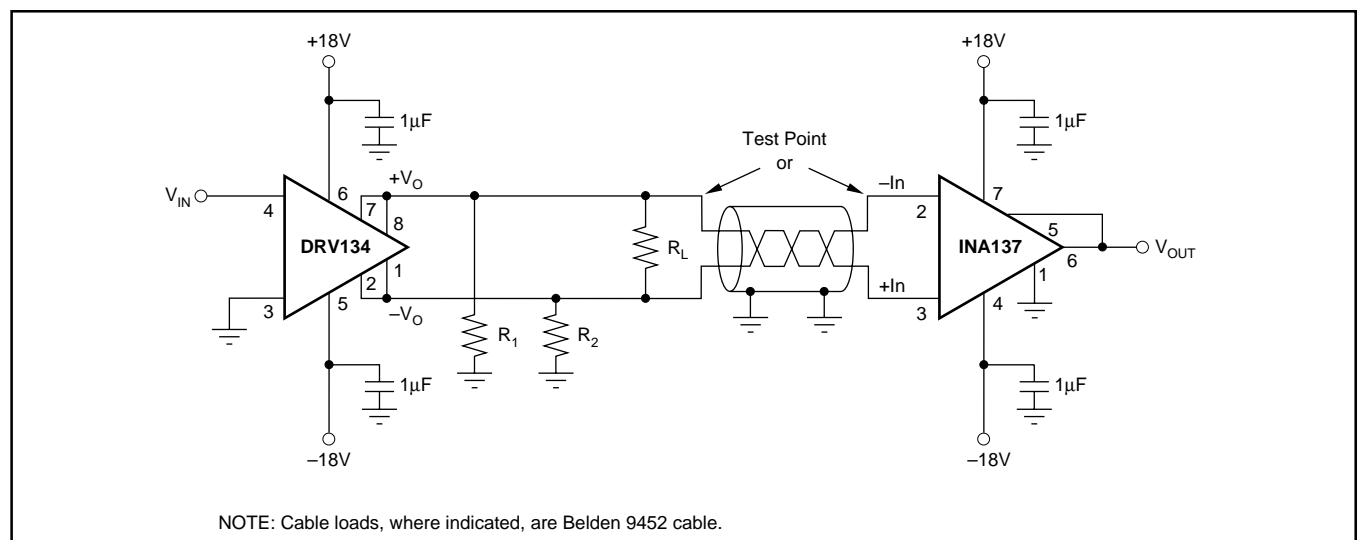 +18V
+18V
1µF
1µF
Test Point
or
V_IN
4
6
+V_O
7
8
DRV134
1
2
3
5
–V_O
R_L
R_1
R_2
–In
2
7
INA137
5
6
1
V_OUT
+In
3
4
1µF
1µF
–18V
–18V
NOTE: Cable loads, where indicated, are Belden 9452 cable.